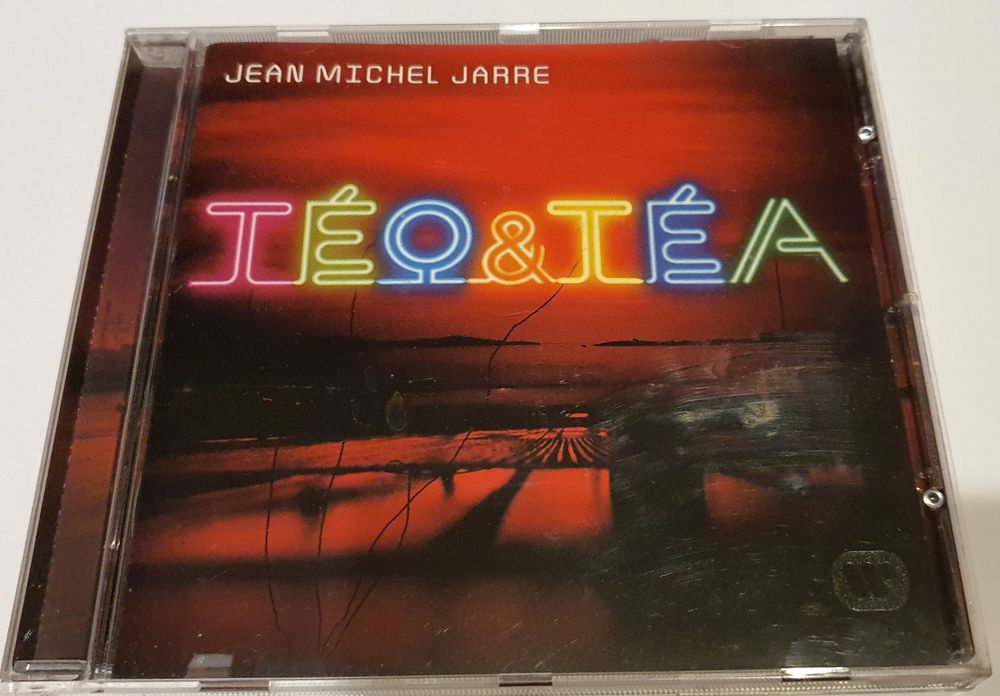 JEAN MICHEL JARRE
TÉO & TÉA